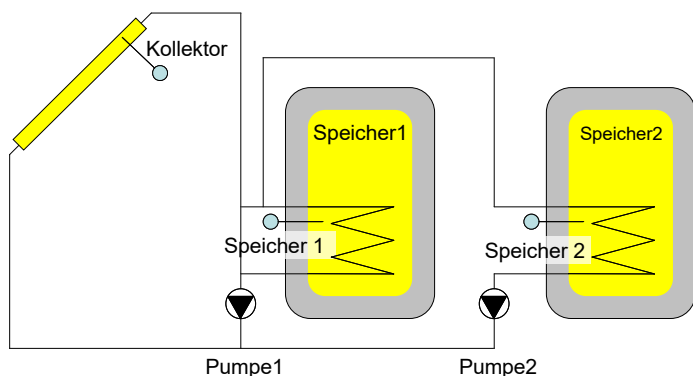 Kollektor
Speicher1
Speicher2
Speicher 1
Speicher 2
Pumpe1
Pumpe2